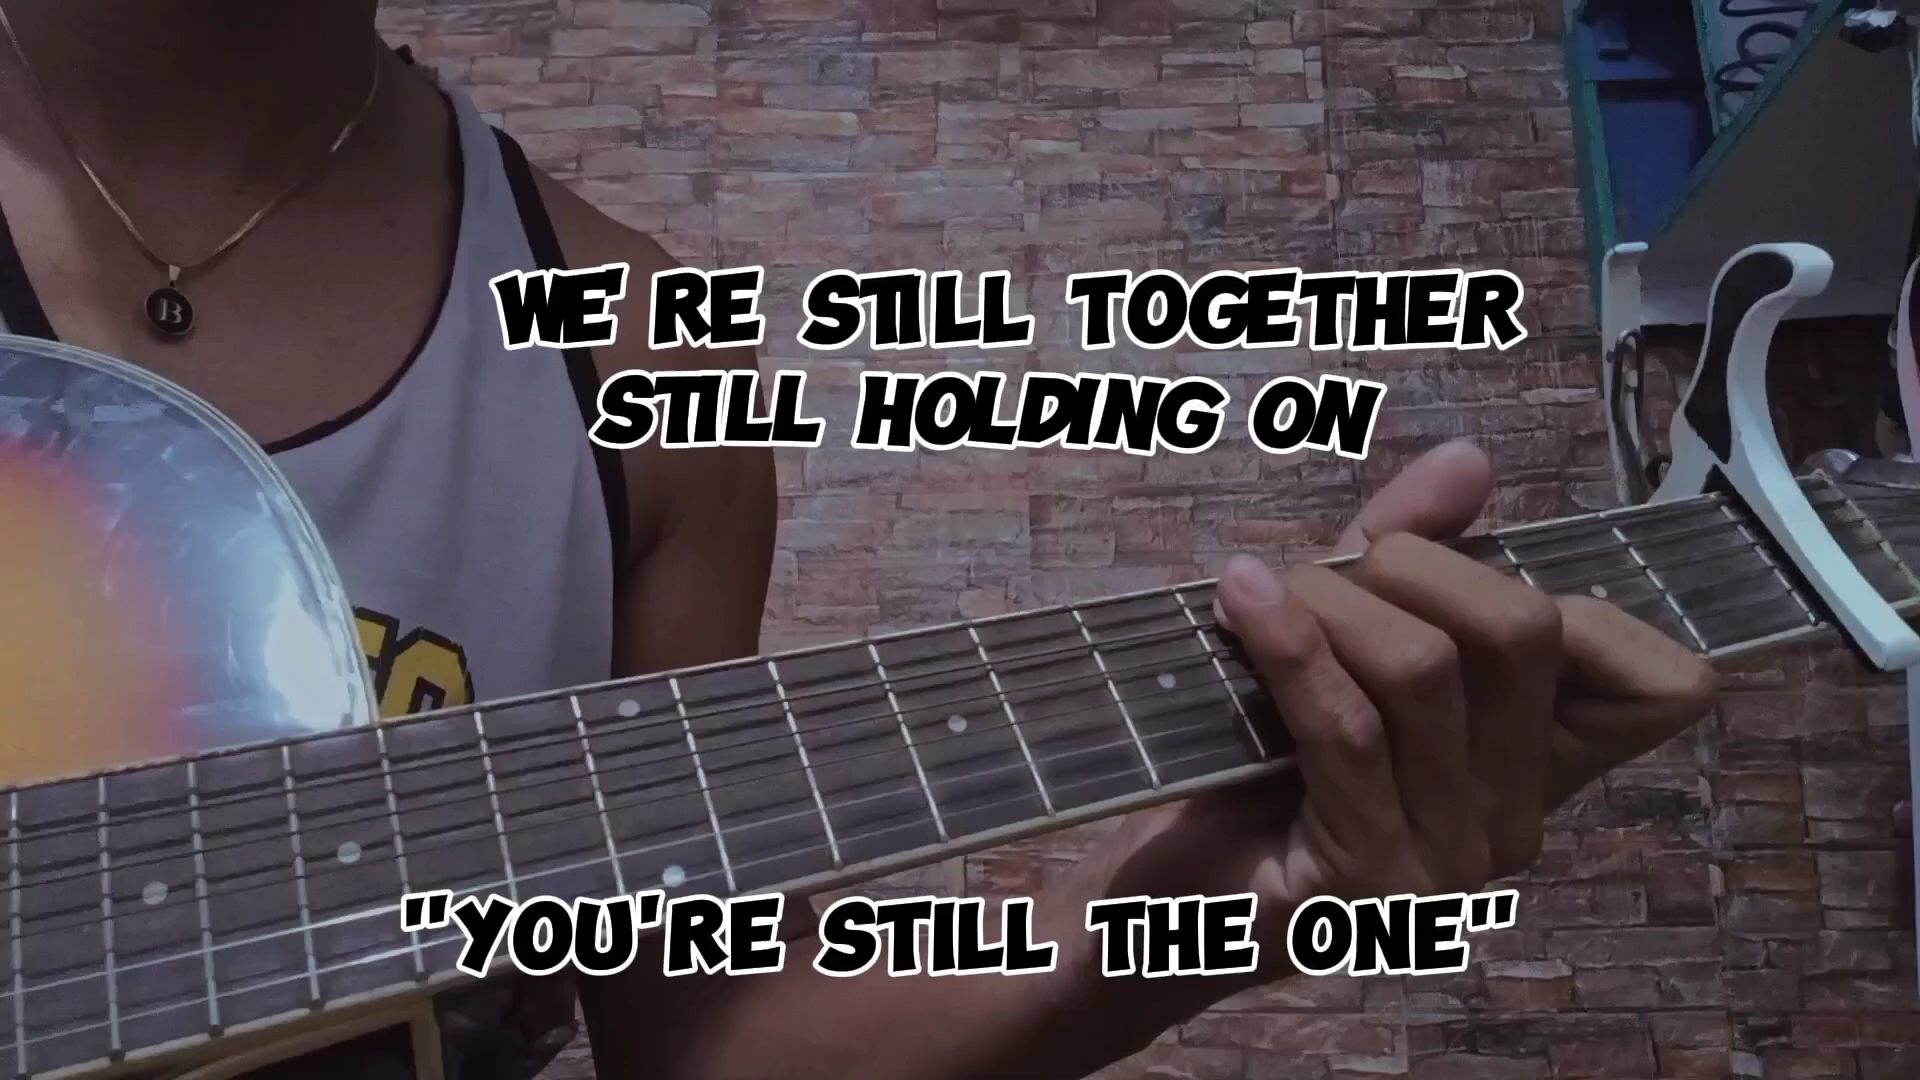 B
WE'RE STILL TOGETHER
STILL HOLDING ON
"YOU'RE STILL THE ONE"